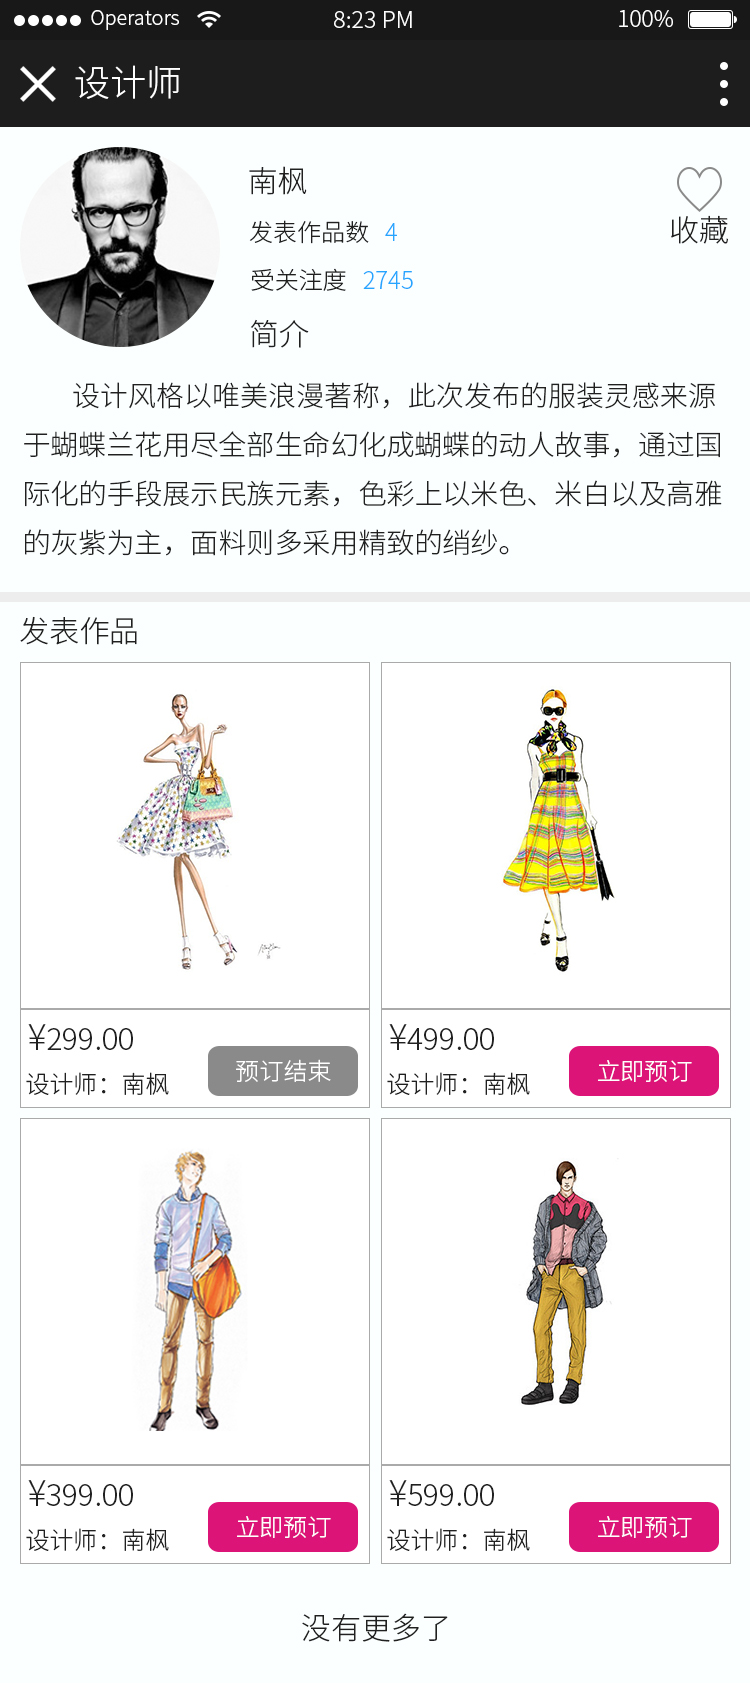 Operators
8:23 PM
100%
设计师
南枫
发表作品数 4
收藏
受关注度 2745
简介
设计风格以唯美浪漫著称，此次发布的服装灵感来源
于蝴蝶兰花用尽全部生命幻化成蝴蝶的动人故事，通过国
际化的手段展示民族元素，色彩上以米色、米白以及高雅
的灰紫为主，面料则多采用精致的绡纱。
发表作品
¥299.00
设计师：南枫
预订结束
¥499.00
设计师：南枫
立即预订
¥399.00
设计师：南枫
立即预订
¥599.00
设计师：南枫
立即预订
没有更多了